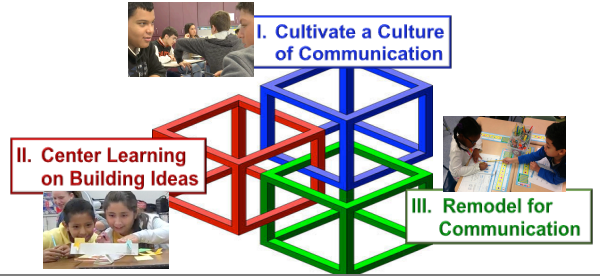 I. Cultivate a Culture
of Communication
II. Center Learning
on Building Ideas
III. Remodel for
Communication